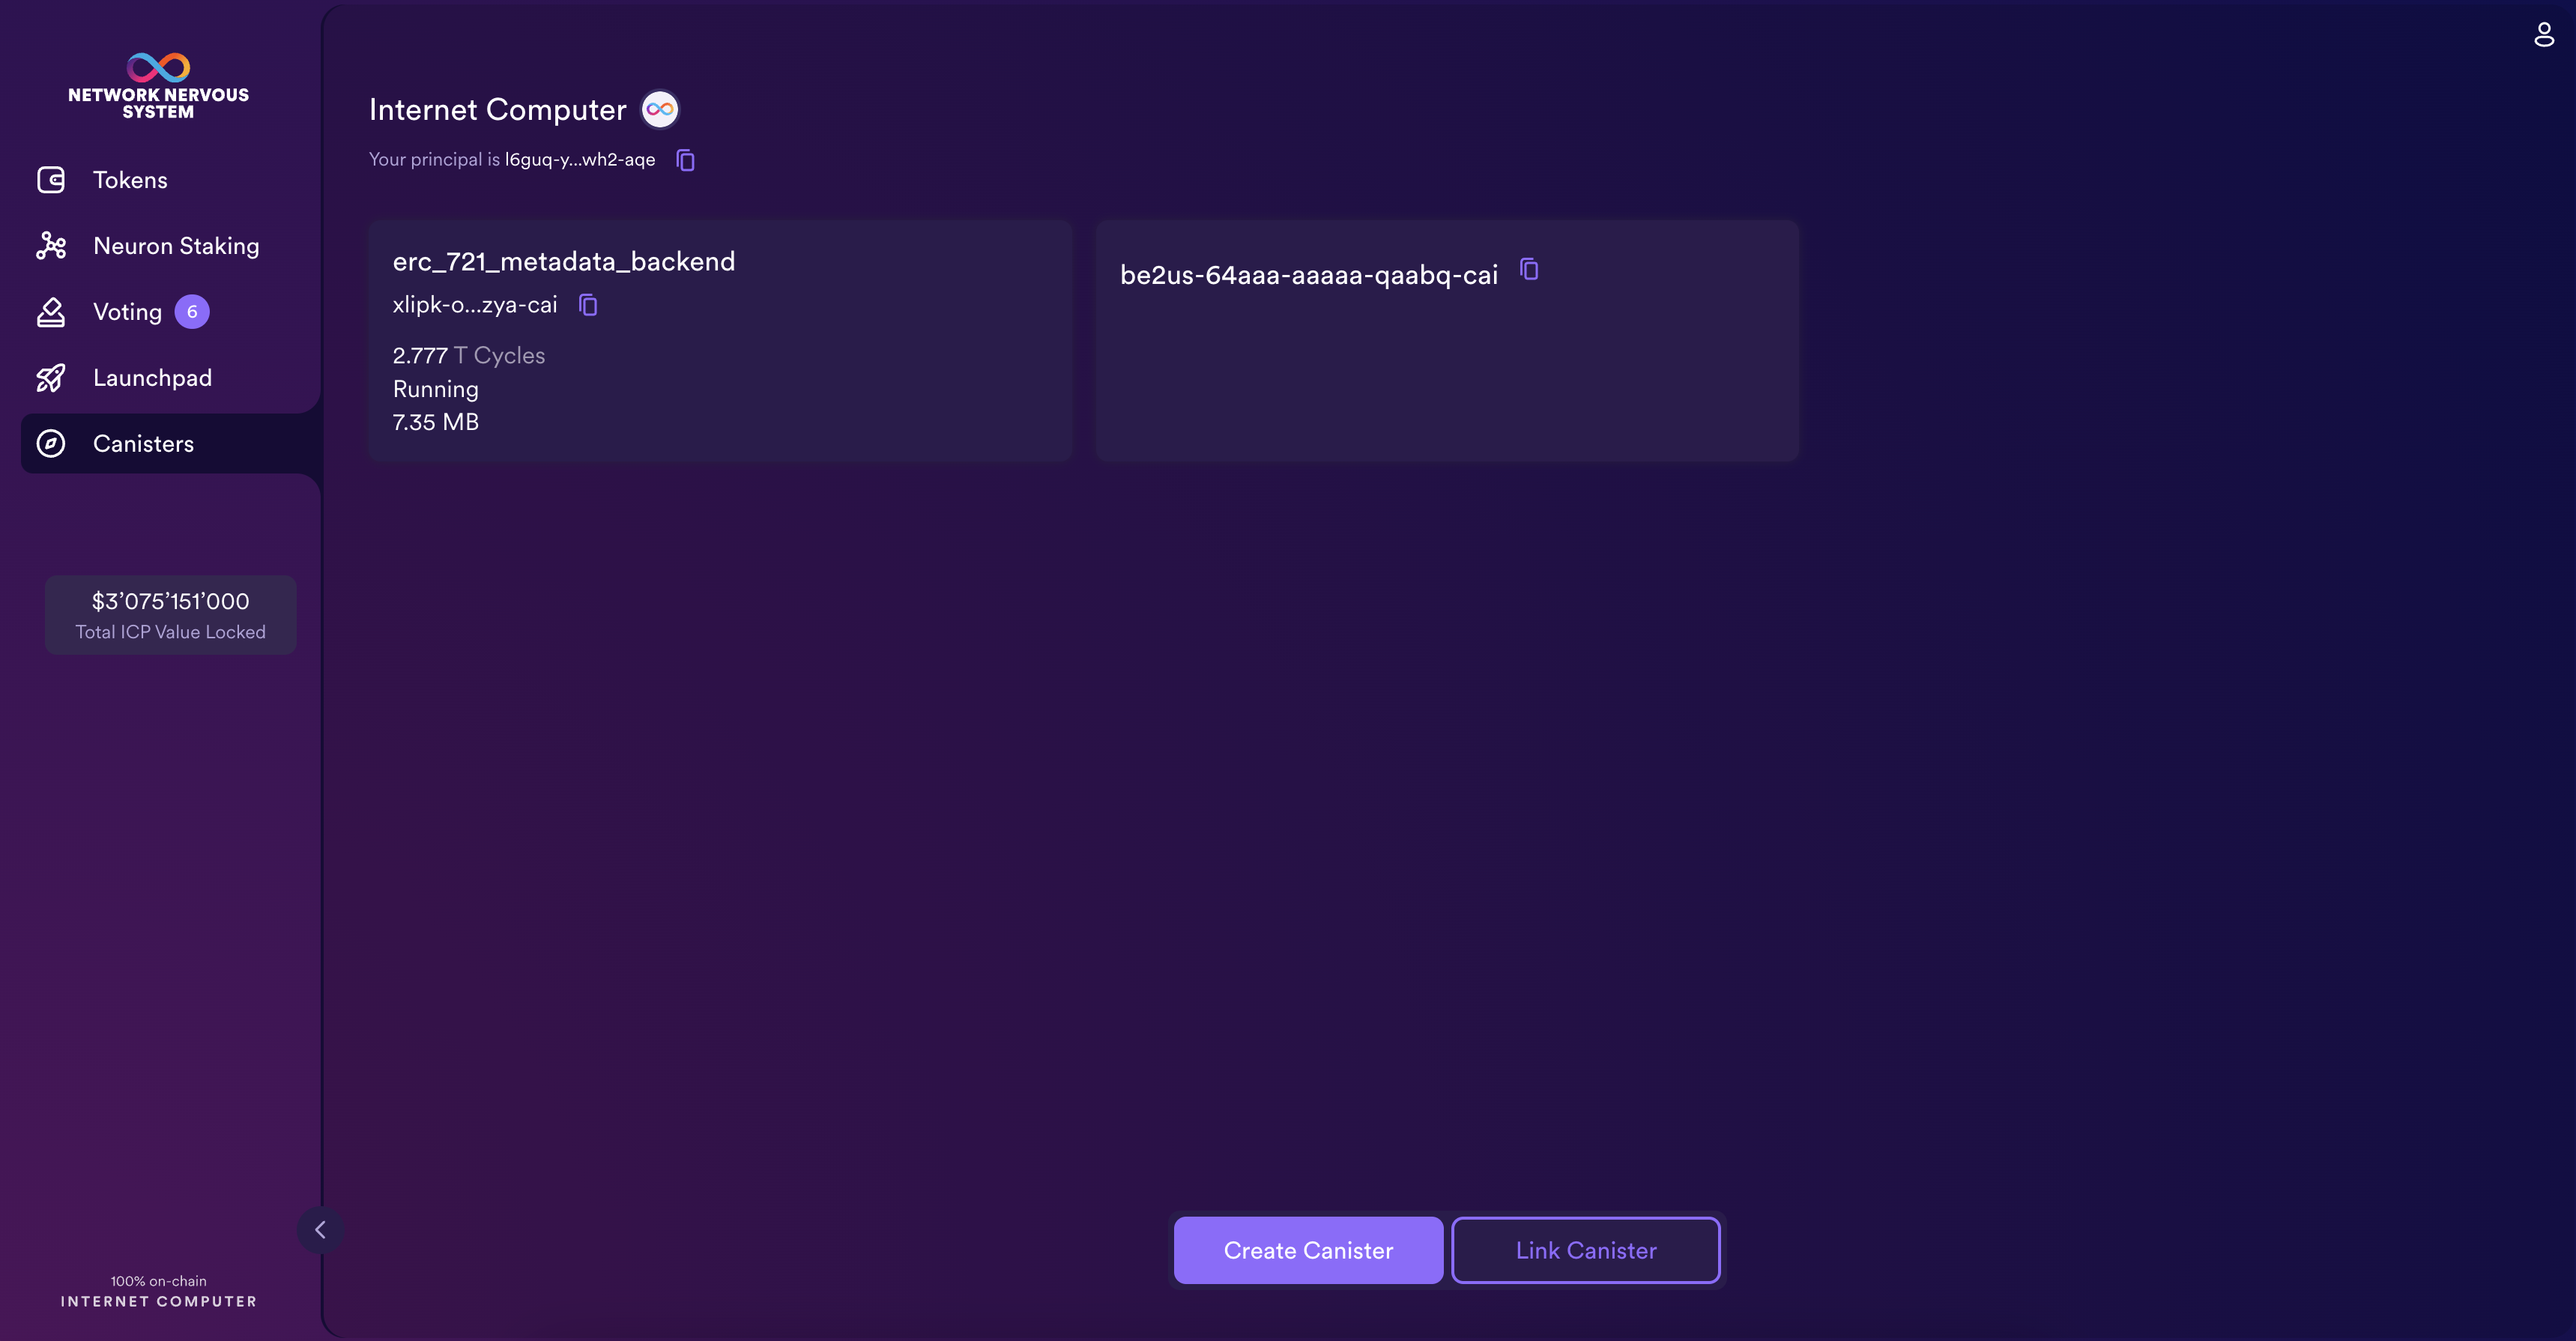 NETWORK NERVOUS
SYSTEM
Tokens
Neuron Staking
Voting 6
Launchpad
Canisters
$3’075’151’000
Total ICP Value Locked
100% on-chain
INTERNET COMPUTER
Internet Computer
Your principal is l6guq-y...wh2-aqe
erc_721_metadata_backend
xlipk-o...zya-cai
2.777 T Cycles
Running
7.35 MB
be2us-64aaa-aaaaa-qaabq-cai
Create Canister
Link Canister